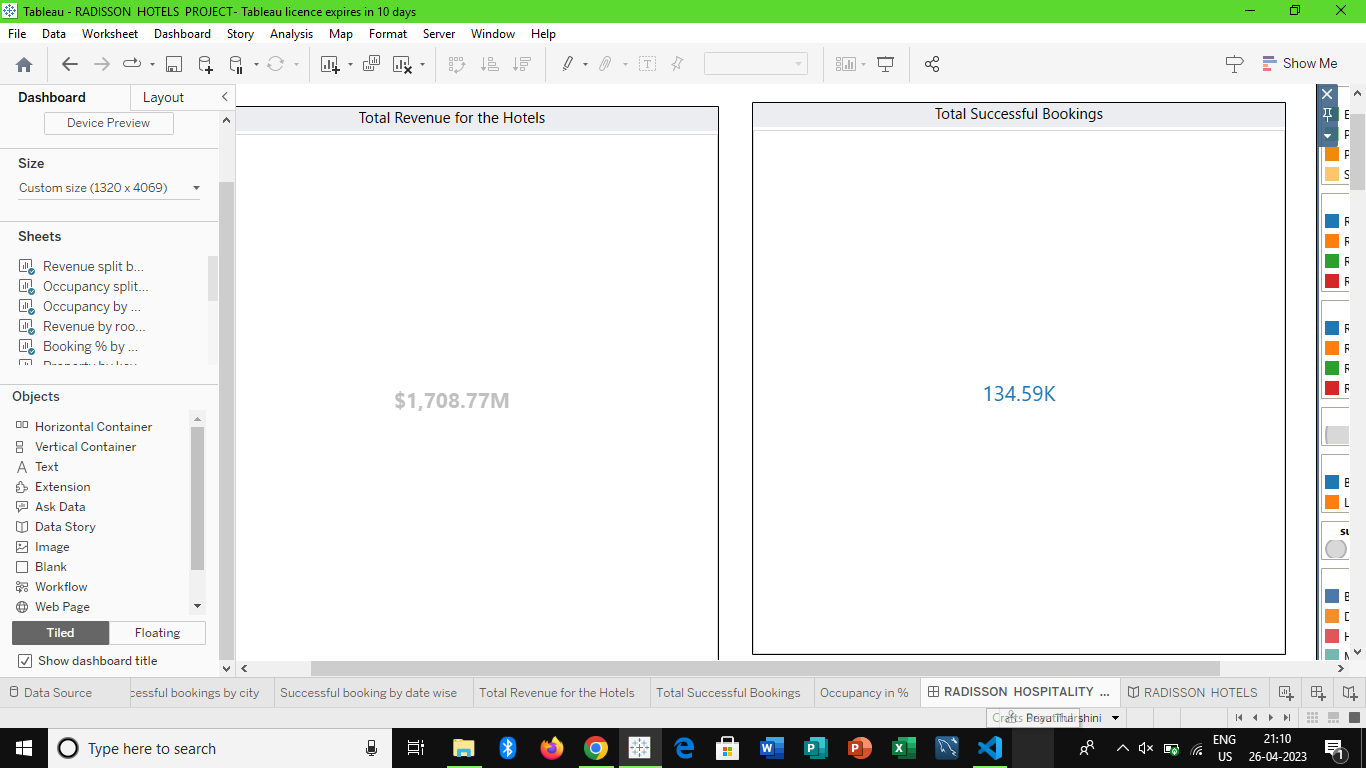 Tableau - RADISSON HOTELS PROJECT- Tableau licence expires in 10 days
File Data Worksheet Dashboard Story Analysis Map Format Server Window Help
Show Me
Dashboard Layout
Device Preview
Size
Custom size (1320 x 4069)
Sheets
Revenue split b...
Occupancy split...
Occupancy by ...
Revenue by roo...
Booking % by ...
Objects
Horizontal Container
Vertical Container
Text
Extension
Ask Data
Data Story
Image
Blank
Workflow
Web Page
Tiled Floating
Show dashboard title
Total Revenue for the Hotels
$1,708.77M
Total Successful Bookings
134.59K
Data Source
cessful bookings by city
Successful booking by date wise
Total Revenue for the Hotels
Total Successful Bookings
Occupancy in %
RADISSON HOSPITALITY ...
RADISSON HOTELS
Type here to search
ENG
US
21:10
26-04-2023
1